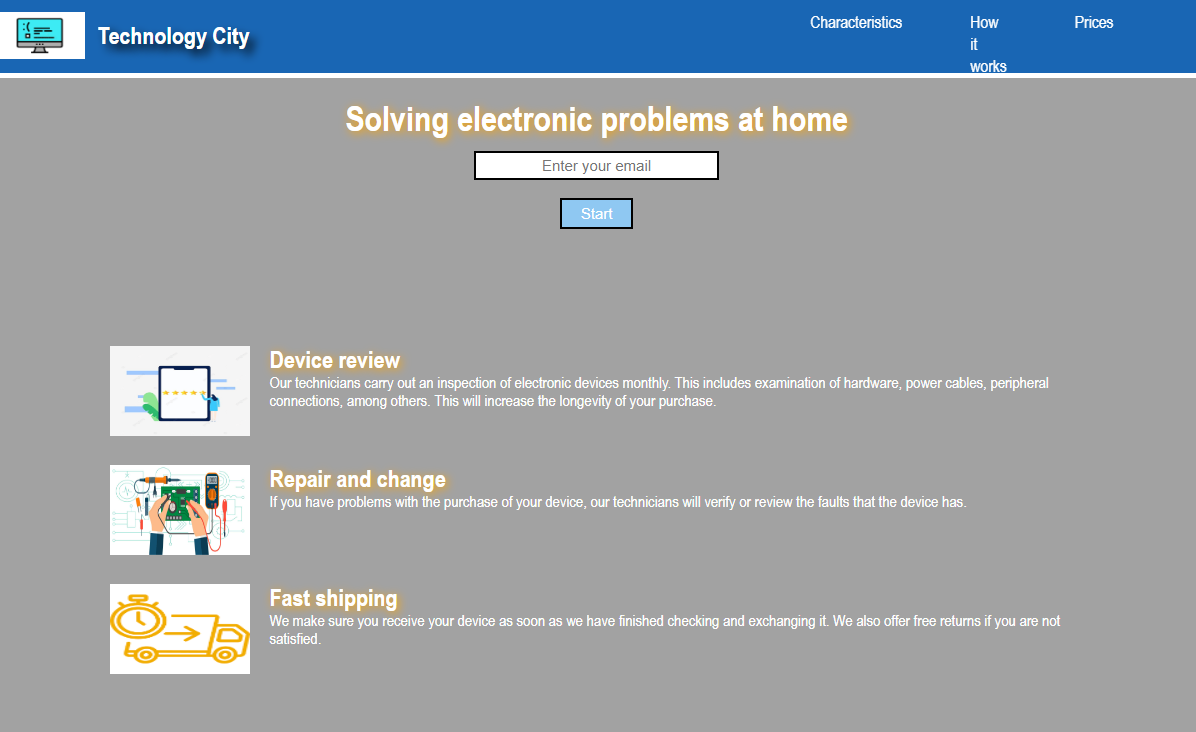 Technology City
Characteristics
How
it
works
Prices
Solving electronic problems at home
Enter your email
Start
Device review
Our technicians carry out an inspection of electronic devices monthly. This includes examination of hardware, power cables, peripheral
connections, among others. This will increase the longevity of your purchase.
Repair and change
If you have problems with the purchase of your device, our technicians will verify or review the faults that the device has.
Fast shipping
We make sure you receive your device as soon as we have finished checking and exchanging it. We also offer free returns if you are not
satisfied.